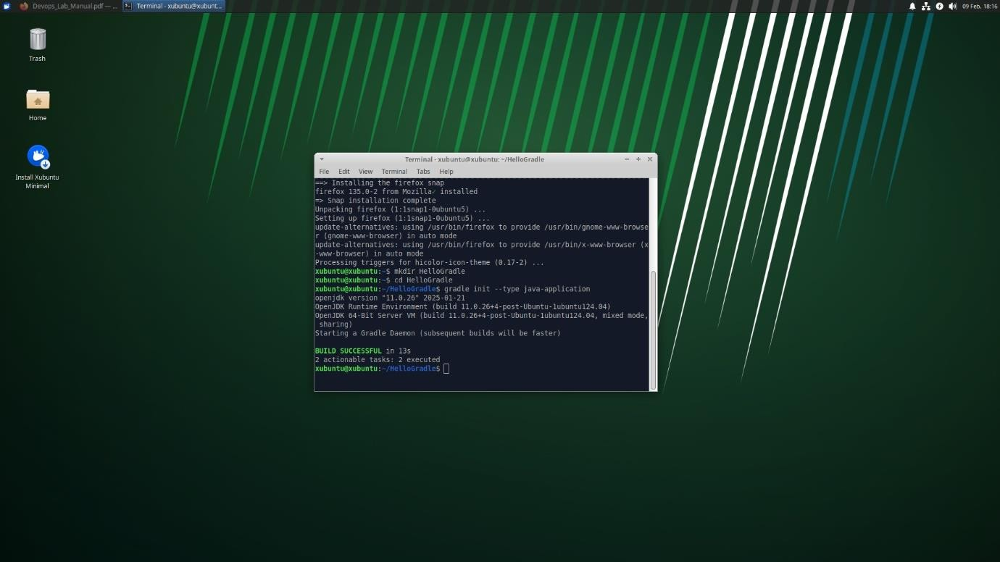 Devops_Lab_Manual.pdf — ...
Terminal - xubuntu@xubunt...
09 Feb, 18:16
Trash
Home
Install Xubuntu
Minimal
Terminal - xubuntu@xubuntu: ~/HelloGradle
File Edit View Terminal Tabs Help
==> Installing the firefox snap
firefox 135.0-2 from Mozilla✓ installed
=> Snap installation complete
Unpacking firefox (1:1snap1-0ubuntu5) ...
Setting up firefox (1:1snap1-0ubuntu5) ...
update-alternatives: using /usr/bin/firefox to provide /usr/bin/gnome-www-browse
r (gnome-www-browser) in auto mode
update-alternatives: using /usr/bin/firefox to provide /usr/bin/x-www-browser (x
-www-browser) in auto mode
Processing triggers for hicolor-icon-theme (0.17-2) ...
xubuntu@xubuntu:~$ mkdir HelloGradle
xubuntu@xubuntu:~$ cd HelloGradle
xubuntu@xubuntu:~/HelloGradle$ gradle init --type java-application
openjdk version "11.0.26" 2025-01-21
OpenJDK Runtime Environment (build 11.0.26+4-post-Ubuntu-1ubuntu124.04)
OpenJDK 64-Bit Server VM (build 11.0.26+4-post-Ubuntu-1ubuntu124.04, mixed mode,
 sharing)
Starting a Gradle Daemon (subsequent builds will be faster)
BUILD SUCCESSFUL in 13s
2 actionable tasks: 2 executed
xubuntu@xubuntu:~/HelloGradle$